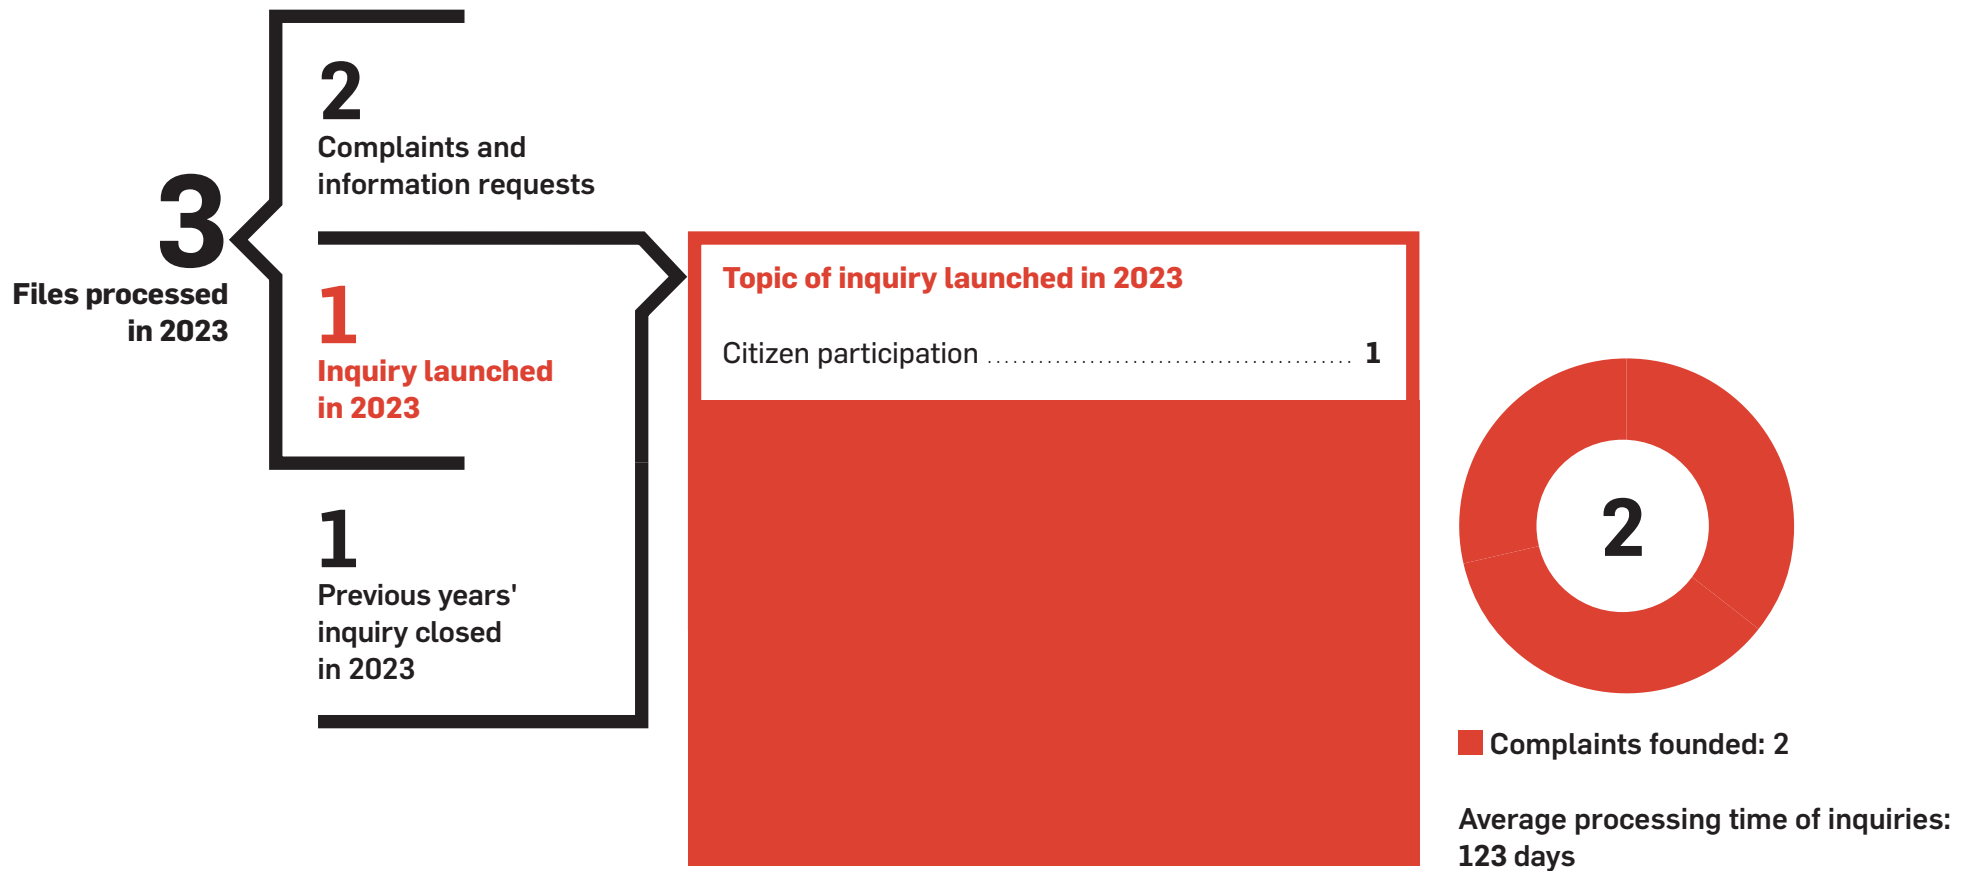 3
Files processed
in 2023
2
Complaints and
information requests
1
Inquiry launched
in 2023
1
Previous years'
inquiry closed
in 2023
Topic of inquiry launched in 2023
Citizen participation ........................................... 1
2
Complaints founded: 2
Average processing time of inquiries:
123 days